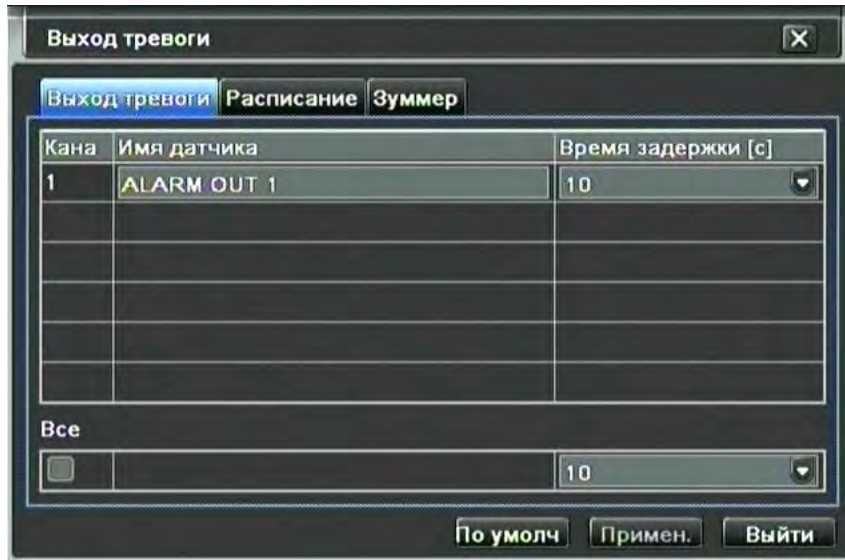 Выход тревоги
Выход тревоги Расписание Зуммер
Кана Имя датчика Время задержки [с]
1 ALARM OUT 1 10
Все
10
По умолч Примен. Выйти